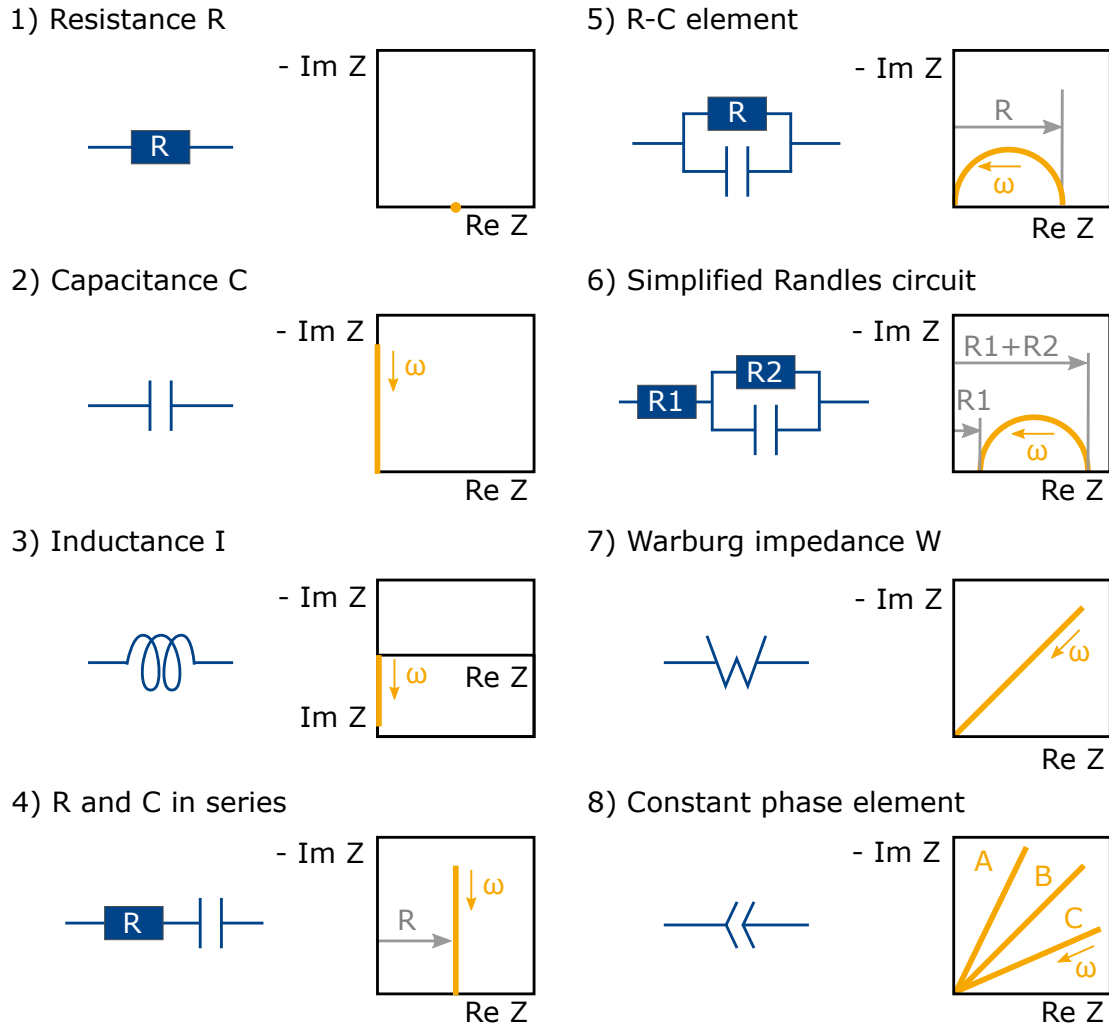 1) Resistance R
- Im Z
R
Re Z
2) Capacitance C
- Im Z
ω
Re Z
3) Inductance I
- Im Z
ω
Re Z
Im Z
4) R and C in series
- Im Z
ω
R
R
Re Z
5) R-C element
- Im Z
R
R
ω
Re Z
6) Simplified Randles circuit
- Im Z
R1+R2
R2
R1
R1
ω
Re Z
7) Warburg impedance W
- Im Z
ω
Re Z
8) Constant phase element
- Im Z
A
B
C
ω
Re Z